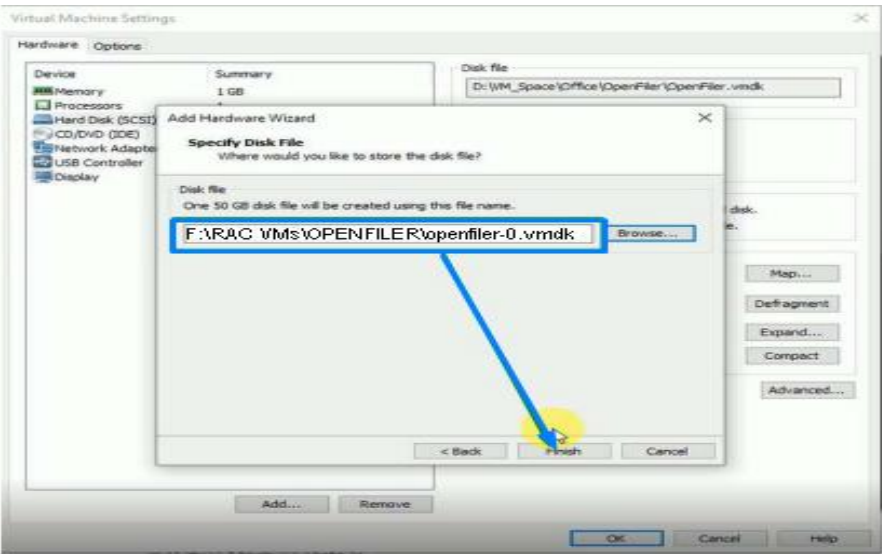 Virtual Machine Settings
Hardware Options
Device Summary
Memory 1 GB
Processors
Hard Disk (SCSI)
CD/DVD (IDE)
Network Adapte
USB Controller
Display
Disk file
D:\VM_Space\Office\OpenFiler\OpenFiler.vmdk
Add Hardware Wizard
Specify Disk File
Where would you like to store the disk file?
Disk file
One 50 GB disk file will be created using this file name.
F:\RAC VMs\OPENFILER\openfiler-0.vmdk
Browse...
disk.
e.
Map...
Defragment
Expand...
Compact
Advanced...
< Back Finish Cancel
Add... Remove
OK Cancel Help